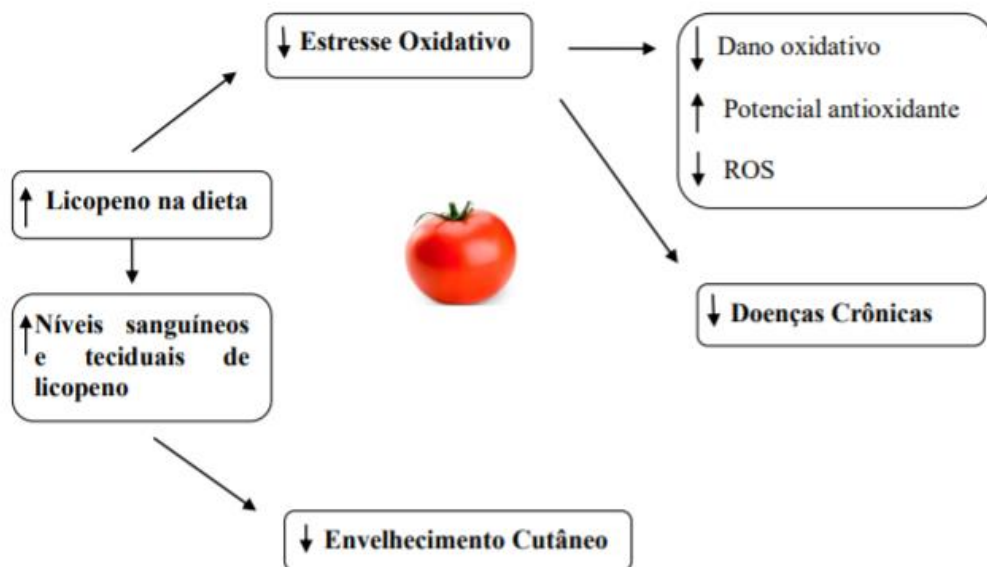 ↓ Estresse Oxidativo
↓ Dano oxidativo
↑ Potencial antioxidante
↓ ROS
↑ Licopeno na dieta
↑ Níveis sanguíneos
e teciduais de
licopeno
↓ Doenças Crônicas
↓ Envelhecimento Cutâneo